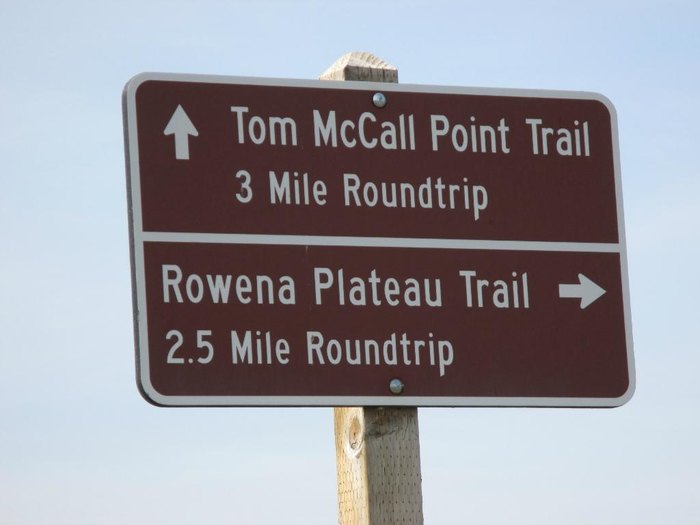 Tom McCall Point Trail
3 Mile Roundtrip
Rowena Plateau Trail
2.5 Mile Roundtrip